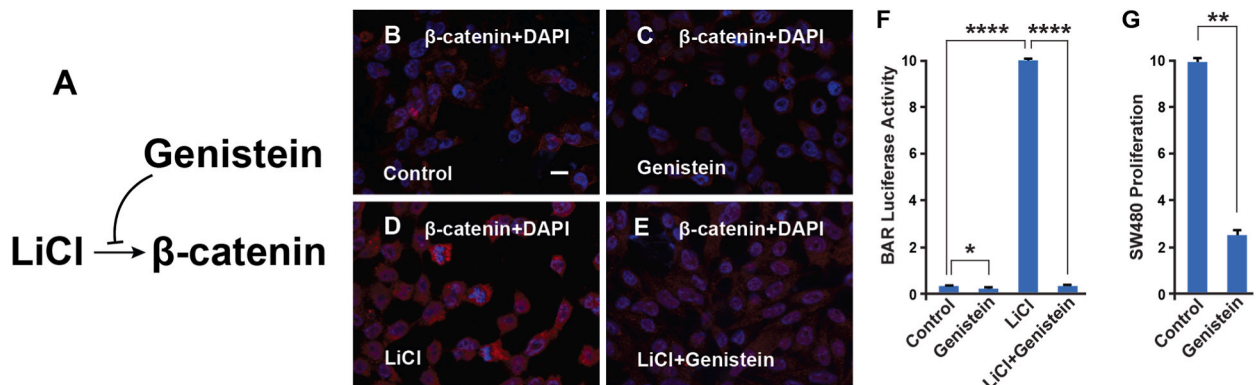 A
Genistein
LiCl
β-catenin
B
β-catenin+DAPI
Control
C
β-catenin+DAPI
Genistein
D
β-catenin+DAPI
LiCl
E
β-catenin+DAPI
LiCl+Genistein
F
****
****
*
BAR Luciferase Activity
10
8
6
4
2
0
Control
Genistein
LiCl
LiCl+Genistein
G
**
SW480 Proliferation
10
8
6
4
2
0
Control
Genistein